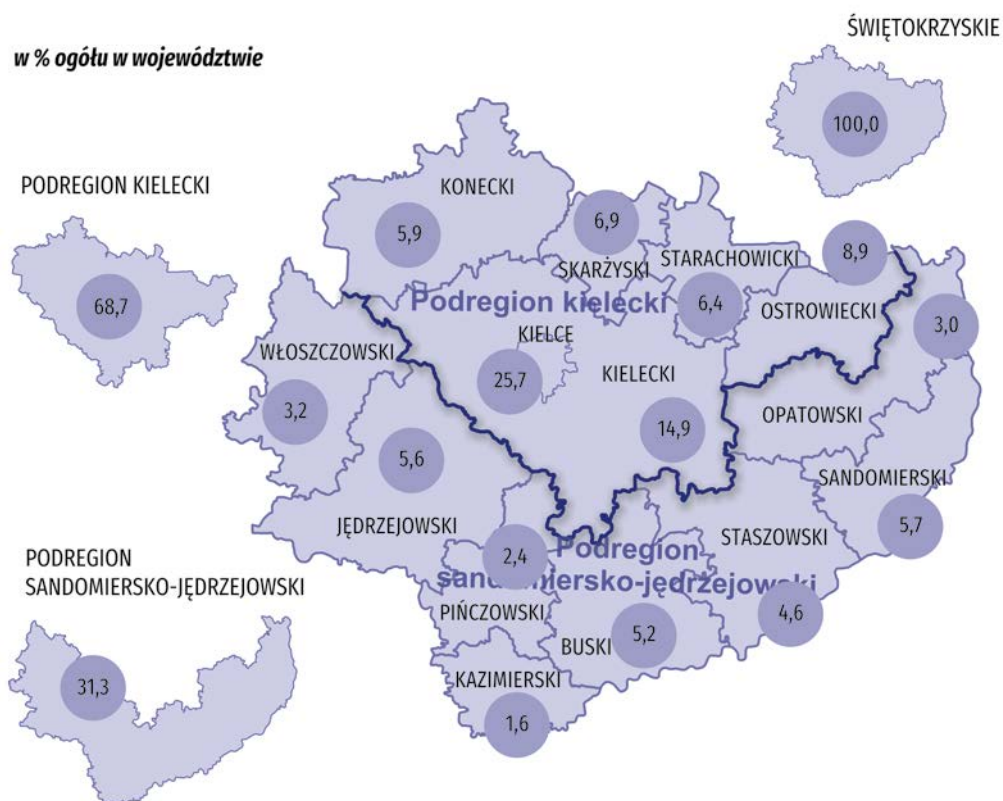 ŚWIĘTOKRZYSKIE
w % ogółu w województwie
100,0
PODREGION KIELECKI
68,7
KONECKI
5,9
6,9
SKARŻYSKI
STARACHOWICKI
6,4
8,9
OSTROWIECKI
3,0
Podregion kielecki
KIELCE
25,7
KIELECKI
14,9
WŁOSZCZOWSKI
3,2
OPATOWSKI
5,6
JĘDRZEJOWSKI
SANDOMIERSKI
5,7
STASZOWSKI
4,6
2,4
Podregion
sandomiersko-jędrzejowski
PIŃCZOWSKI
BUSKI
5,2
KAZIMIERSKI
1,6
PODREGION
SANDOMIERSKO-JĘDRZEJOWSKI
31,3